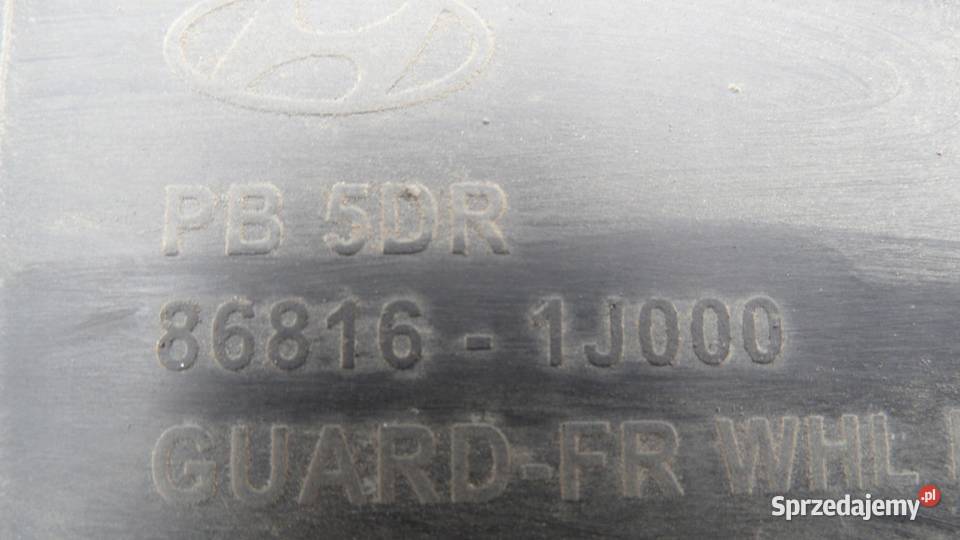 PB 5DR
86816 - 1J000
GUARD-FR WHL
Sprzedajemy.pl